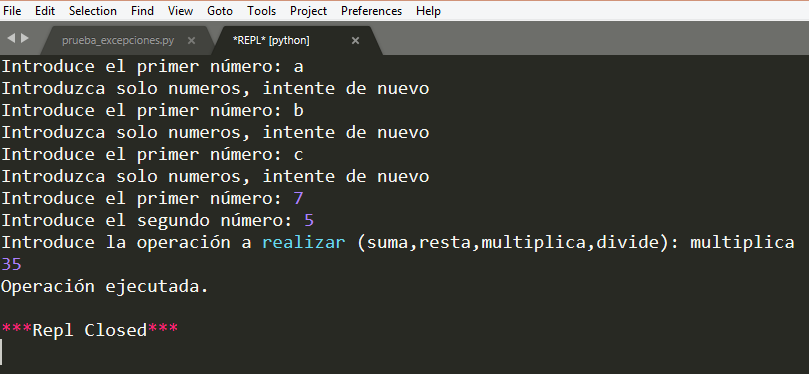 File Edit Selection Find View Goto Tools Project Preferences Help
prueba_excepciones.py × *REPL* [python] ×
Introduce el primer número: a
Introduzca solo numeros, intente de nuevo
Introduce el primer número: b
Introduzca solo numeros, intente de nuevo
Introduce el primer número: c
Introduzca solo numeros, intente de nuevo
Introduce el primer número: 7
Introduce el segundo número: 5
Introduce la operación a realizar (suma,resta,multiplica,divide): multiplica
35
Operación ejecutada.
***Repl Closed***